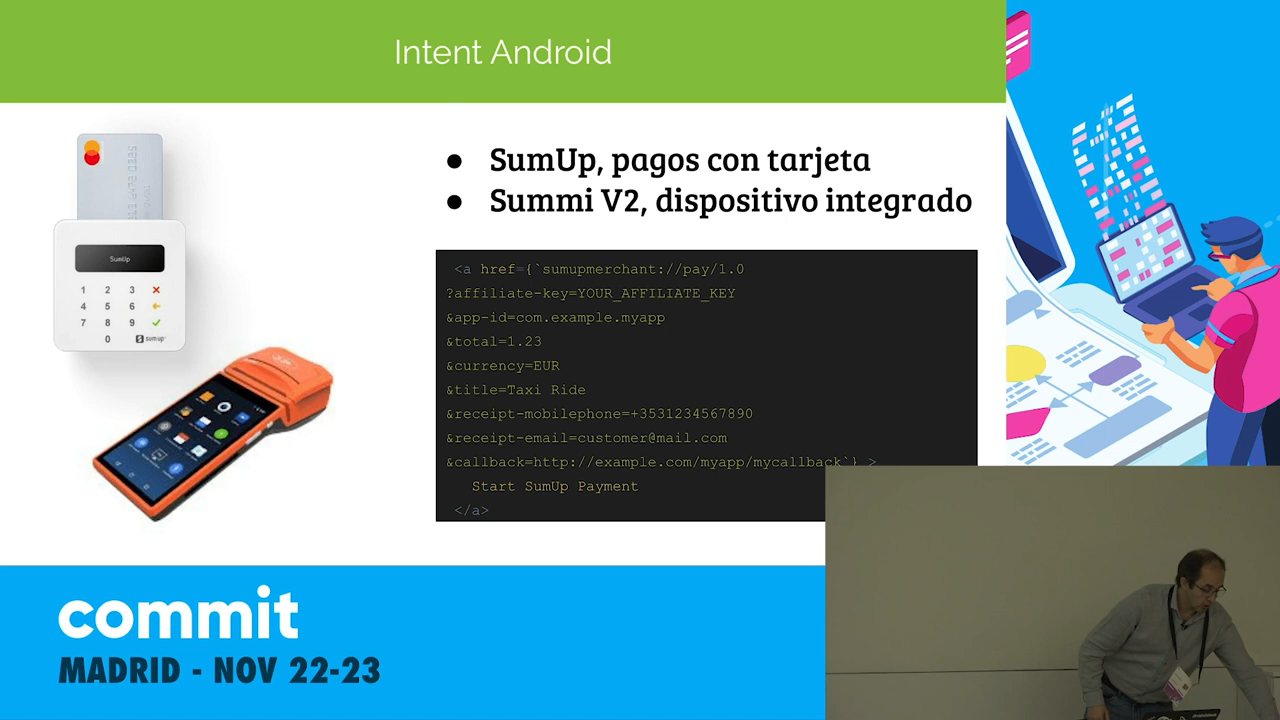 Intent Android
● SumUp, pagos con tarjeta
● Summi V2, dispositivo integrado
SumUp
1 2 3
4 5 6
7 8 9
0 sumup
<a href={`sumupmerchant://pay/1.0
?affiliate-key=YOUR_AFFILIATE_KEY
&app-id=com.example.myapp
&total=1.23
&currency=EUR
&title=Taxi Ride
&receipt-mobilephone=+3531234567890
&receipt-email=customer@mail.com
&callback=http://example.com/myapp/mycallback`} >
Start SumUp Payment
</a>
commit
MADRID - NOV 22-23